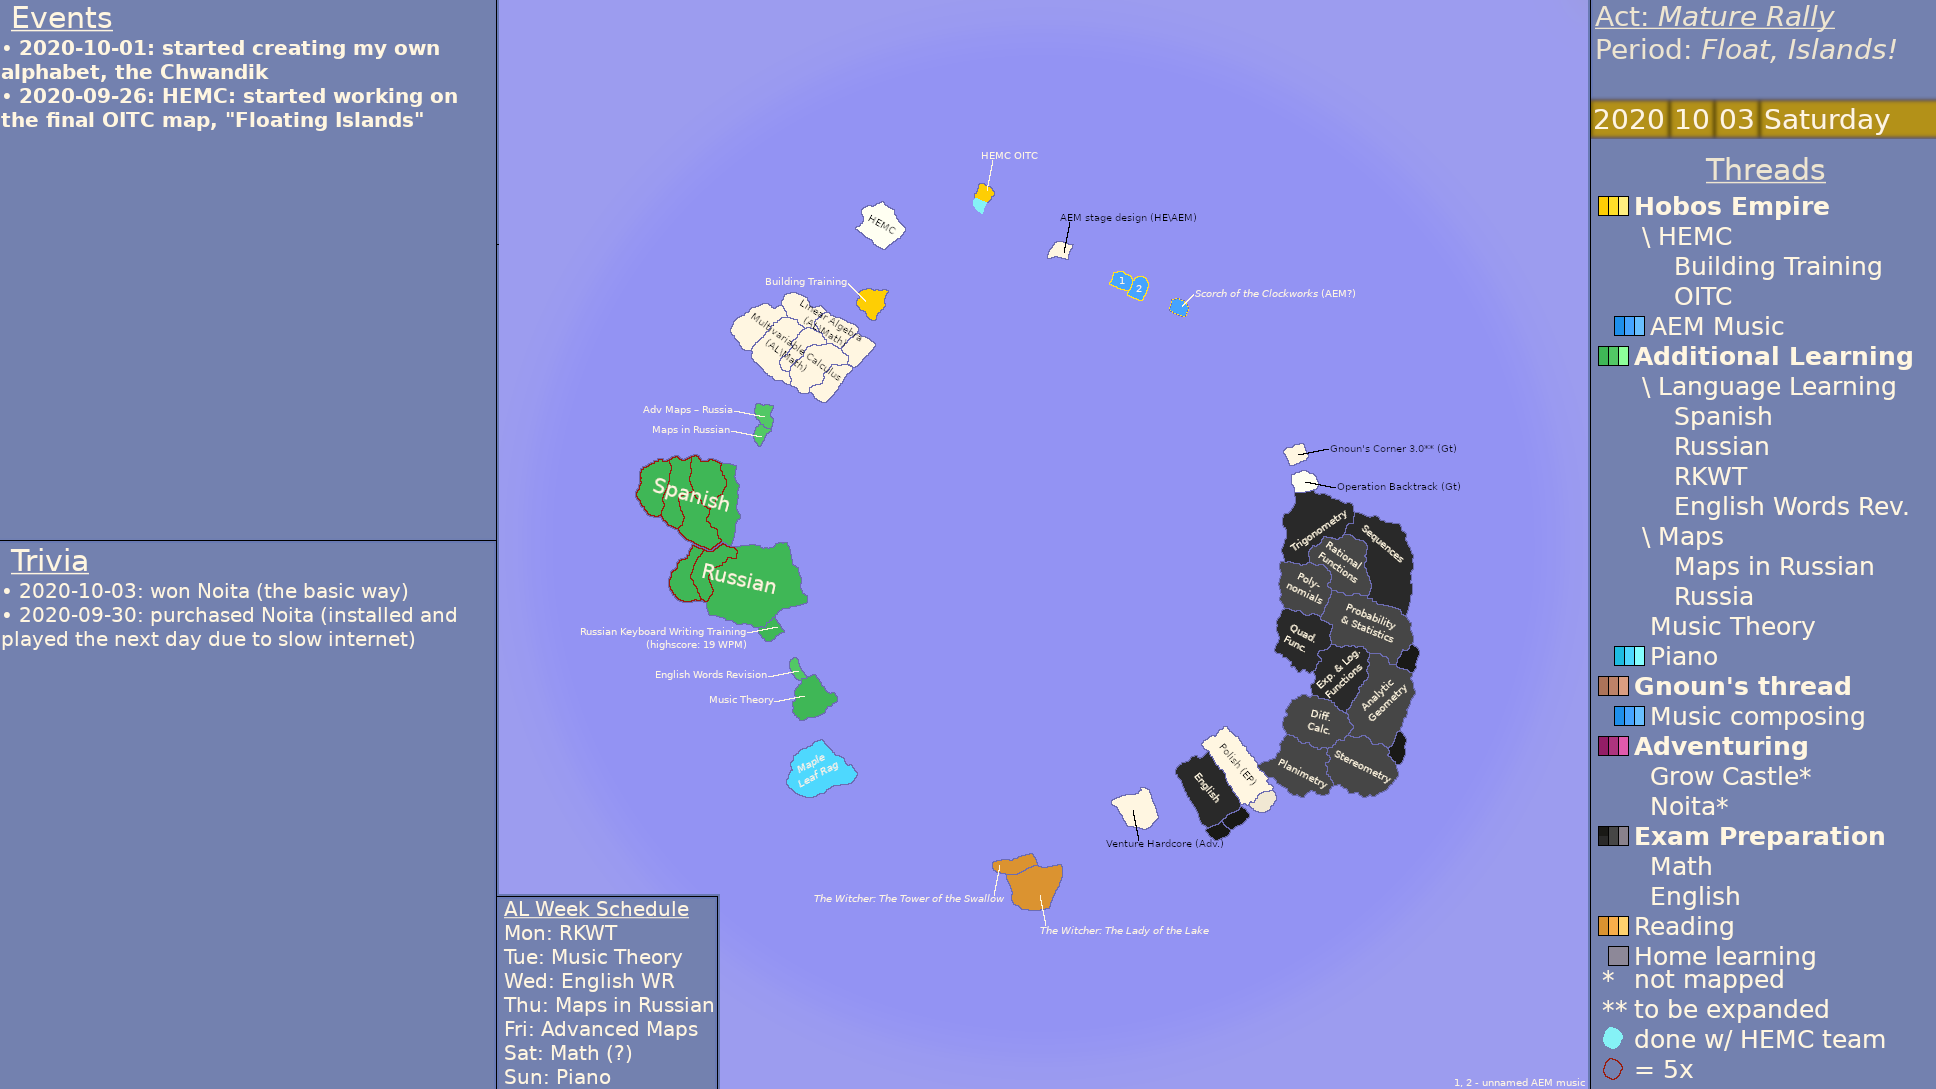 Events
• 2020-10-01: started creating my own
alphabet, the Chwandik
• 2020-09-26: HEMC: started working on
the final OITC map, "Floating Islands"
Trivia
• 2020-10-03: won Noita (the basic way)
• 2020-09-30: purchased Noita (installed and
played the next day due to slow internet)
HEMC OITC
HEMC
AEM stage design (HE\AEM)
Building Training
1
2
Scorch of the Clockworks (AEM?)
Linear Algebra
(AL\Math)
Multivariable Calculus
(AL\Math)
Adv Maps – Russia
Maps in Russian
Spanish
Russian
Russian Keyboard Writing Training
(highscore: 19 WPM)
English Words Revision
Music Theory
Maple
Leaf Rag
Gnoun's Corner 3.0** (Gt)
Operation Backtrack (Gt)
Trigonometry
Sequences
Rational
Functions
Poly-
nomials
Probability
& Statistics
Quad.
Func.
Exp. & Log.
Functions
Analytic
Geometry
Diff.
Calc.
Planimetry
Stereometry
Polish (EP)
English
Venture Hardcore (Adv.)
The Witcher: The Tower of the Swallow
The Witcher: The Lady of the Lake
AL Week Schedule
Mon: RKWT
Tue: Music Theory
Wed: English WR
Thu: Maps in Russian
Fri: Advanced Maps
Sat: Math (?)
Sun: Piano
1, 2 - unnamed AEM music
Act: Mature Rally
Period: Float, Islands!
2020 10 03 Saturday
Threads
Hobos Empire
\ HEMC
Building Training
OITC
AEM Music
Additional Learning
\ Language Learning
Spanish
Russian
RKWT
English Words Rev.
\ Maps
Maps in Russian
Russia
Music Theory
Piano
Gnoun's thread
Music composing
Adventuring
Grow Castle*
Noita*
Exam Preparation
Math
English
Reading
Home learning
* not mapped
** to be expanded
done w/ HEMC team
= 5x